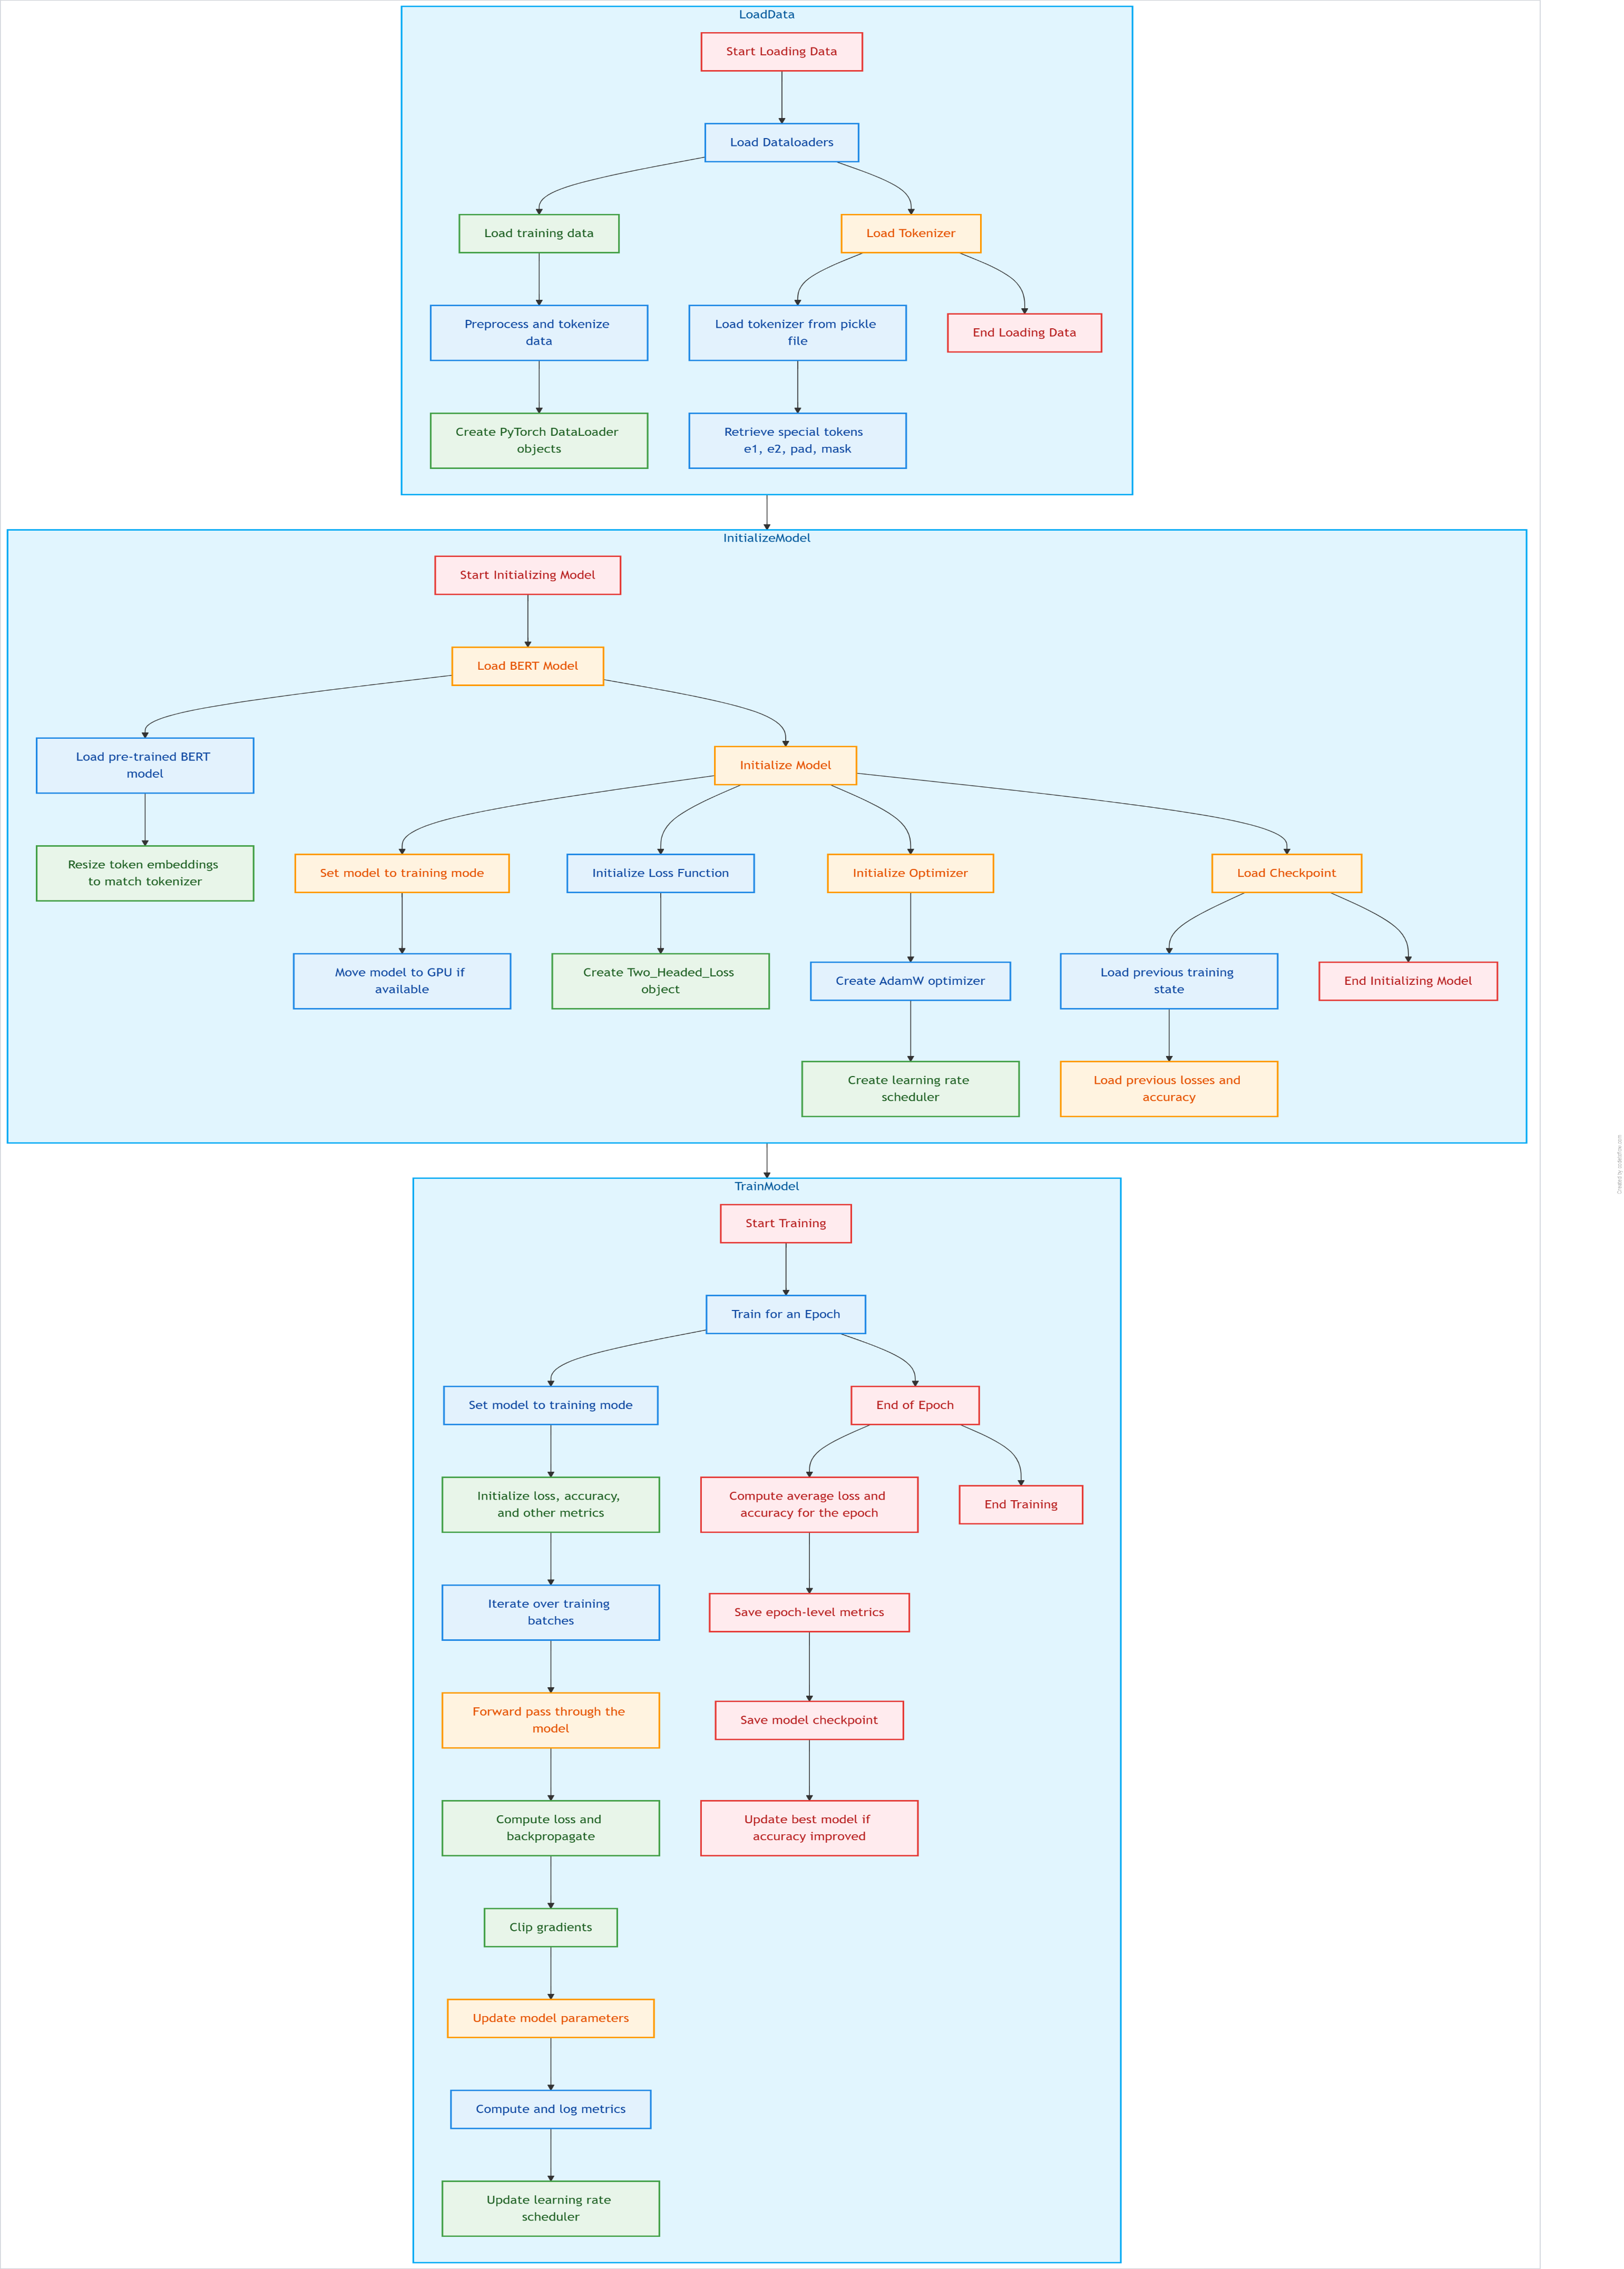 LoadData
Start Loading Data
Load Dataloaders
Load training data
Load Tokenizer
Preprocess and tokenize
data
Load tokenizer from pickle
file
End Loading Data
Create PyTorch DataLoader
objects
Retrieve special tokens
e1, e2, pad, mask
InitializeModel
Start Initializing Model
Load BERT Model
Load pre-trained BERT
model
Initialize Model
Resize token embeddings
to match tokenizer
Set model to training mode
Initialize Loss Function
Initialize Optimizer
Load Checkpoint
Move model to GPU if
available
Create Two_Headed_Loss
object
Create AdamW optimizer
Load previous training
state
End Initializing Model
Create learning rate
scheduler
Load previous losses and
accuracy
TrainModel
Start Training
Train for an Epoch
Set model to training mode
End of Epoch
Initialize loss, accuracy,
and other metrics
Compute average loss and
accuracy for the epoch
End Training
Iterate over training
batches
Save epoch-level metrics
Forward pass through the
model
Save model checkpoint
Compute loss and
backpropagate
Update best model if
accuracy improved
Clip gradients
Update model parameters
Compute and log metrics
Update learning rate
scheduler